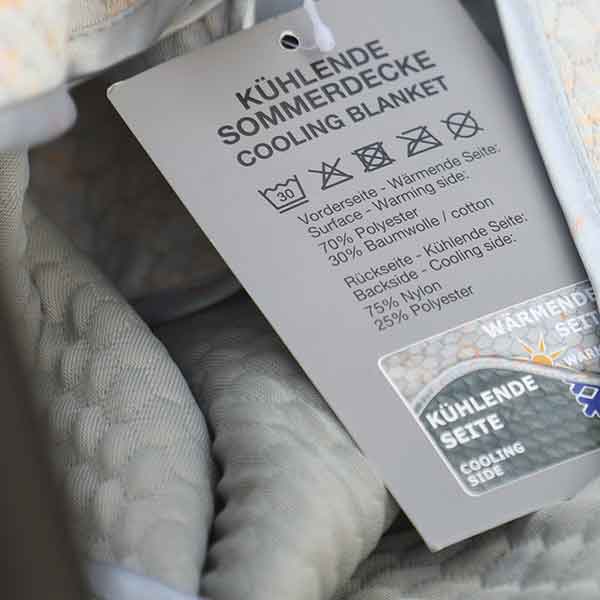 KÜHLENDE
SOMMERDECKE
COOLING BLANKET
30
Vorderseite - Wärmende Seite:
Surface - Warming side:
70% Polyester
30% Baumwolle / cotton
Rückseite - Kühlende Seite:
Backside - Cooling side:
75% Nylon
25% Polyester
WÄRMENDE
SEITE
KÜHLENDE
SEITE
COOLING
SIDE